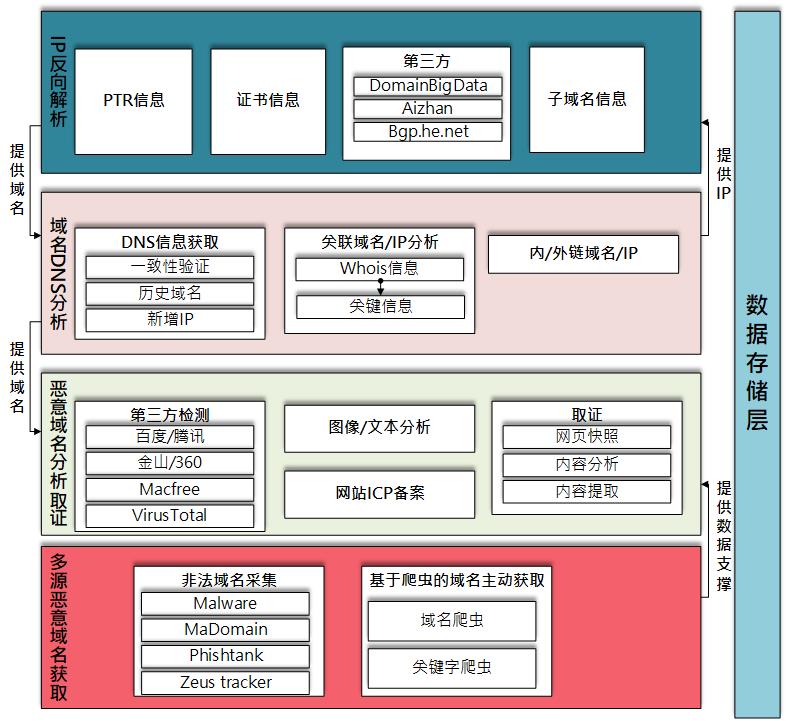 IP反向解析
PTR信息
证书信息
第三方
DomainBigData
Aizhan
Bgp.he.net
子域名信息
提供域名
提供IP
域名DNS分析
DNS信息获取
一致性验证
历史域名
新增IP
关联域名/IP分析
Whois信息
关键信息
内/外链域名/IP
提供域名
恶意域名分析取证
第三方检测
百度/腾讯
金山/360
Macfree
VirusTotal
图像/文本分析
网站ICP备案
取证
网页快照
内容分析
内容提取
提供数据支撑
多源恶意域名获取
非法域名采集
Malware
MaDomain
Phishtank
Zeus tracker
基于爬虫的域名主动获取
域名爬虫
关键字爬虫
数据存储层